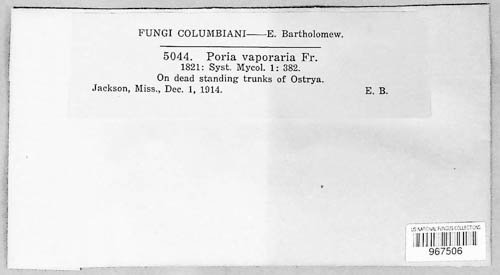 FUNGI COLUMBIANI—E. Bartholomew.
5044. Poria vaporaria Fr.
1821: Syst. Mycol. 1: 382.
On dead standing trunks of Ostrya.
Jackson, Miss., Dec. 1, 1914. E. B.
US NATIONAL FUNGUS COLLECTIONS
967506